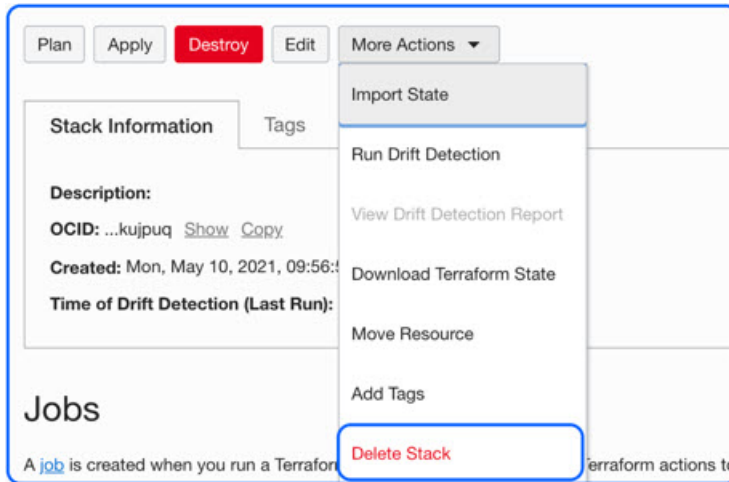 Plan Apply Destroy Edit More Actions
Import State
Stack Information Tags
Run Drift Detection
Description:
View Drift Detection Report
OCID: ...kujpuq Show Copy
Created: Mon, May 10, 2021, 09:56:
Download Terraform State
Time of Drift Detection (Last Run):
Move Resource
Add Tags
Jobs
Delete Stack
A job is created when you run a Terraform actions to